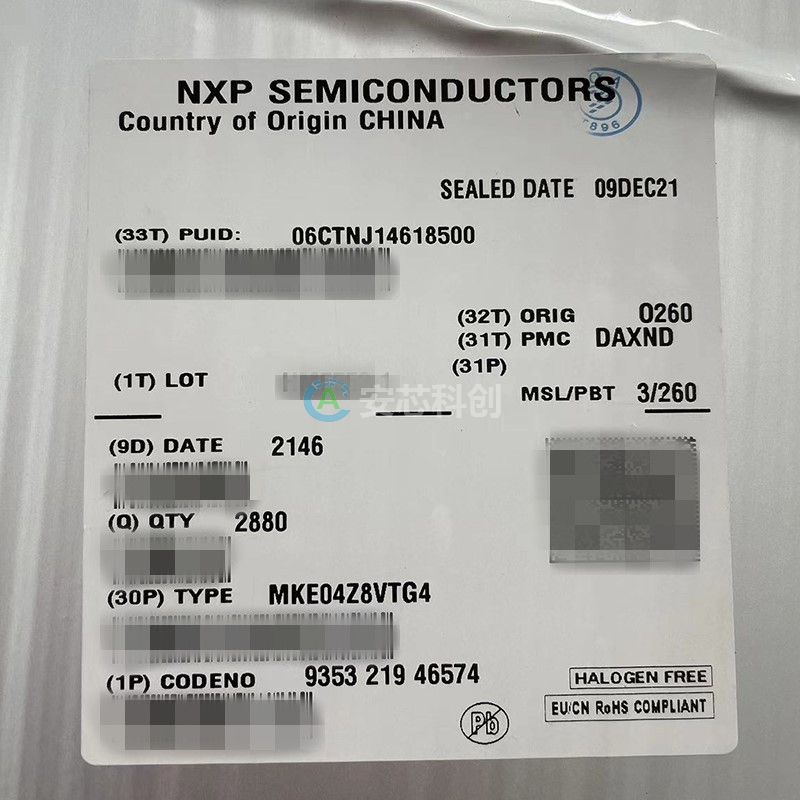 NXP SEMICONDUCTORS
Country of Origin CHINA
896
SEALED DATE 09DEC21
(33T) PUID: 06CTNJ14618500
(32T) ORIG O260
(31T) PMC DAXND
(31P)
(1T) LOT
MSL/PBT 3/260
安芯科创
(9D) DATE 2146
(Q) QTY 2880
(30P) TYPE MKE04Z8VTG4
(1P) CODENO 9353 219 46574
HALOGEN FREE
EU/CN RoHS COMPLIANT
Pb